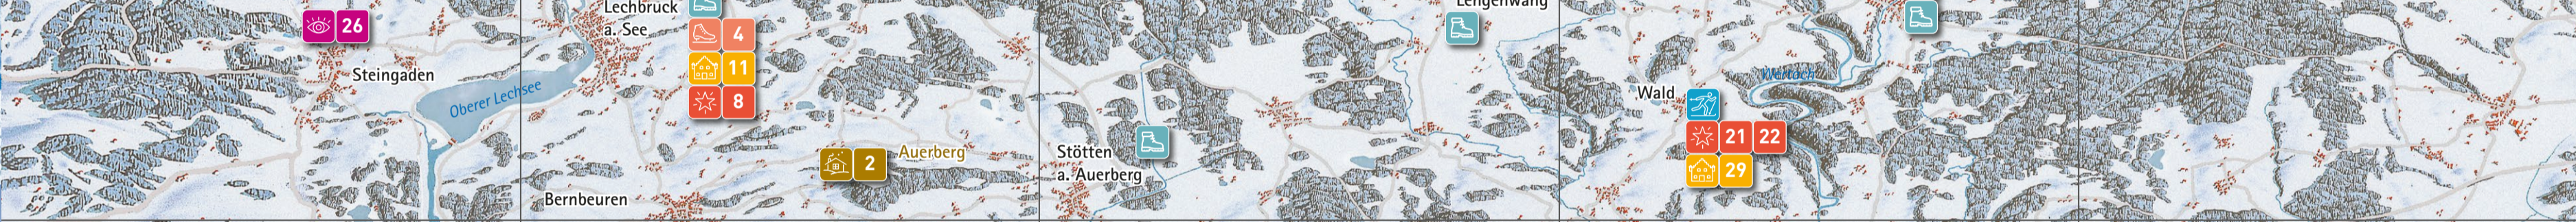 Lechbruck
a. See
Lengenwang
26
4
Steingaden
11
Wertach
Oberer Lechsee
8
Wald
21 22
Stötten
a. Auerberg
Auerberg
2
29
Bernbeuren